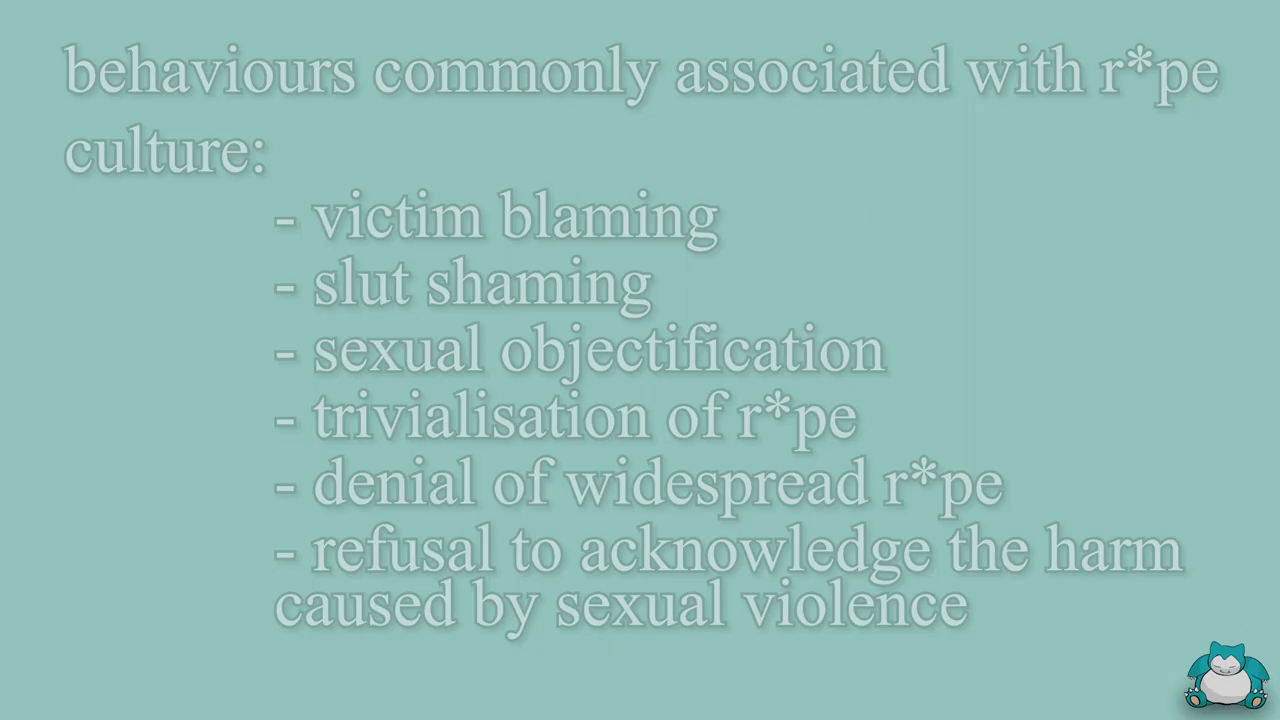 behaviours commonly associated with r*pe
culture:
- victim blaming
- slut shaming
- sexual objectification
- trivialisation of r*pe
- denial of widespread r*pe
- refusal to acknowledge the harm
caused by sexual violence